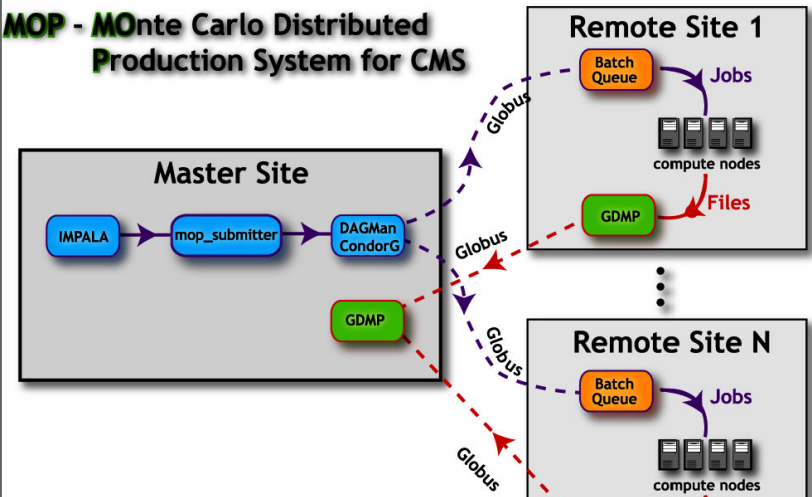 MOP - MOnte Carlo Distributed
Production System for CMS
Remote Site 1
Batch
Queue
Jobs
Globus
compute nodes
Master Site
Files
GDMP
IMPALA
mop_submitter
DAGMan
CondorG
Globus
GDMP
Remote Site N
Globus
Batch
Queue
Jobs
Globus
compute nodes